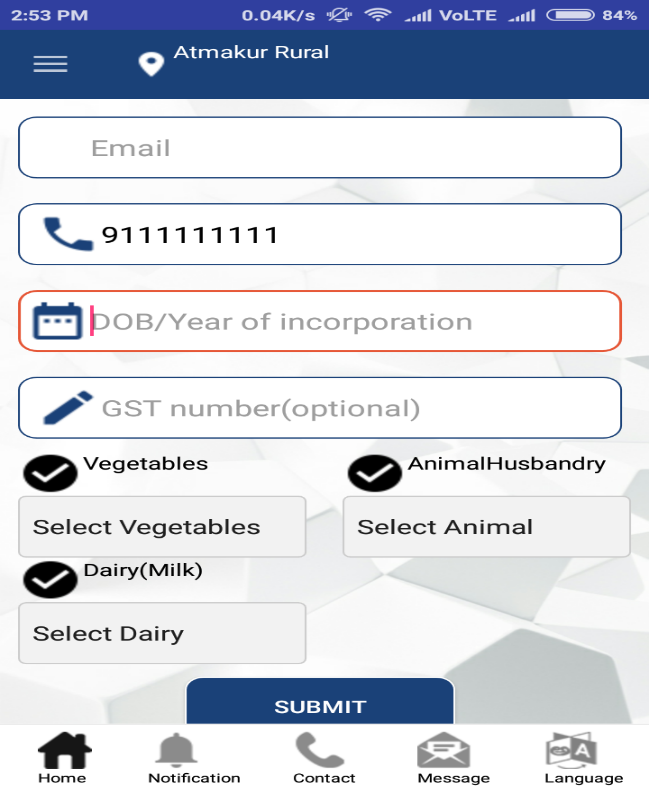 2:53 PM 0.04K/s VoLTE 84%
Atmakur Rural
Email
9111111111
DOB/Year of incorporation
GST number(optional)
Vegetables AnimalHusbandry
Select Vegetables Select Animal
Dairy(Milk)
Select Dairy
SUBMIT
Home Notification Contact Message Language